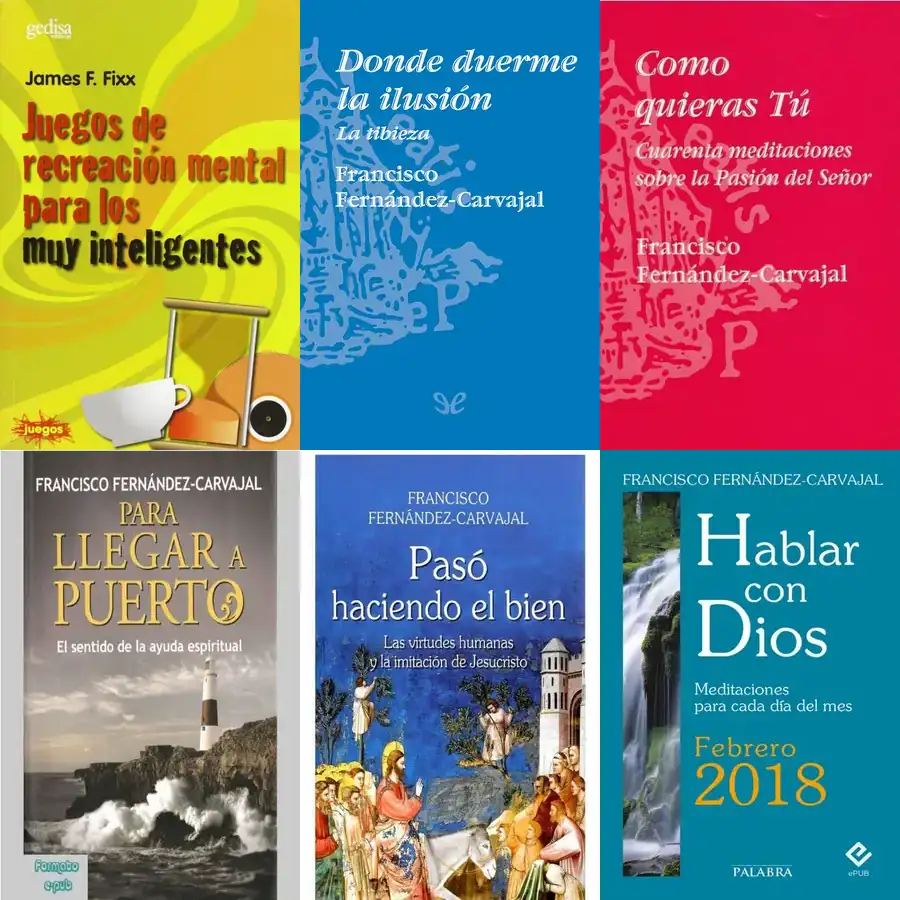 gedisa
editorial
James F. Fixx
Juegos de
recreación mental
para los
muy inteligentes
juegos
Donde duerme
la ilusión
La tibieza
Francisco
Fernández-Carvajal
Como
quieras Tú
Cuarenta meditaciones
sobre la Pasión del Señor
Francisco
Fernández-Carvajal
P
FRANCISCO FERNÁNDEZ-CARVAJAL
PARA
LLEGAR A
PUERTO
El sentido de la ayuda espiritual
Formato
e-pub
FRANCISCO
FERNÁNDEZ-CARVAJAL
Pasó
haciendo el bien
Las virtudes humanas
y la imitación de Jesucristo
FRANCISCO FERNÁNDEZ-CARVAJAL
Hablar
con
Dios
Meditaciones
para cada día del mes
Febrero
2018
PALABRA
ePUB